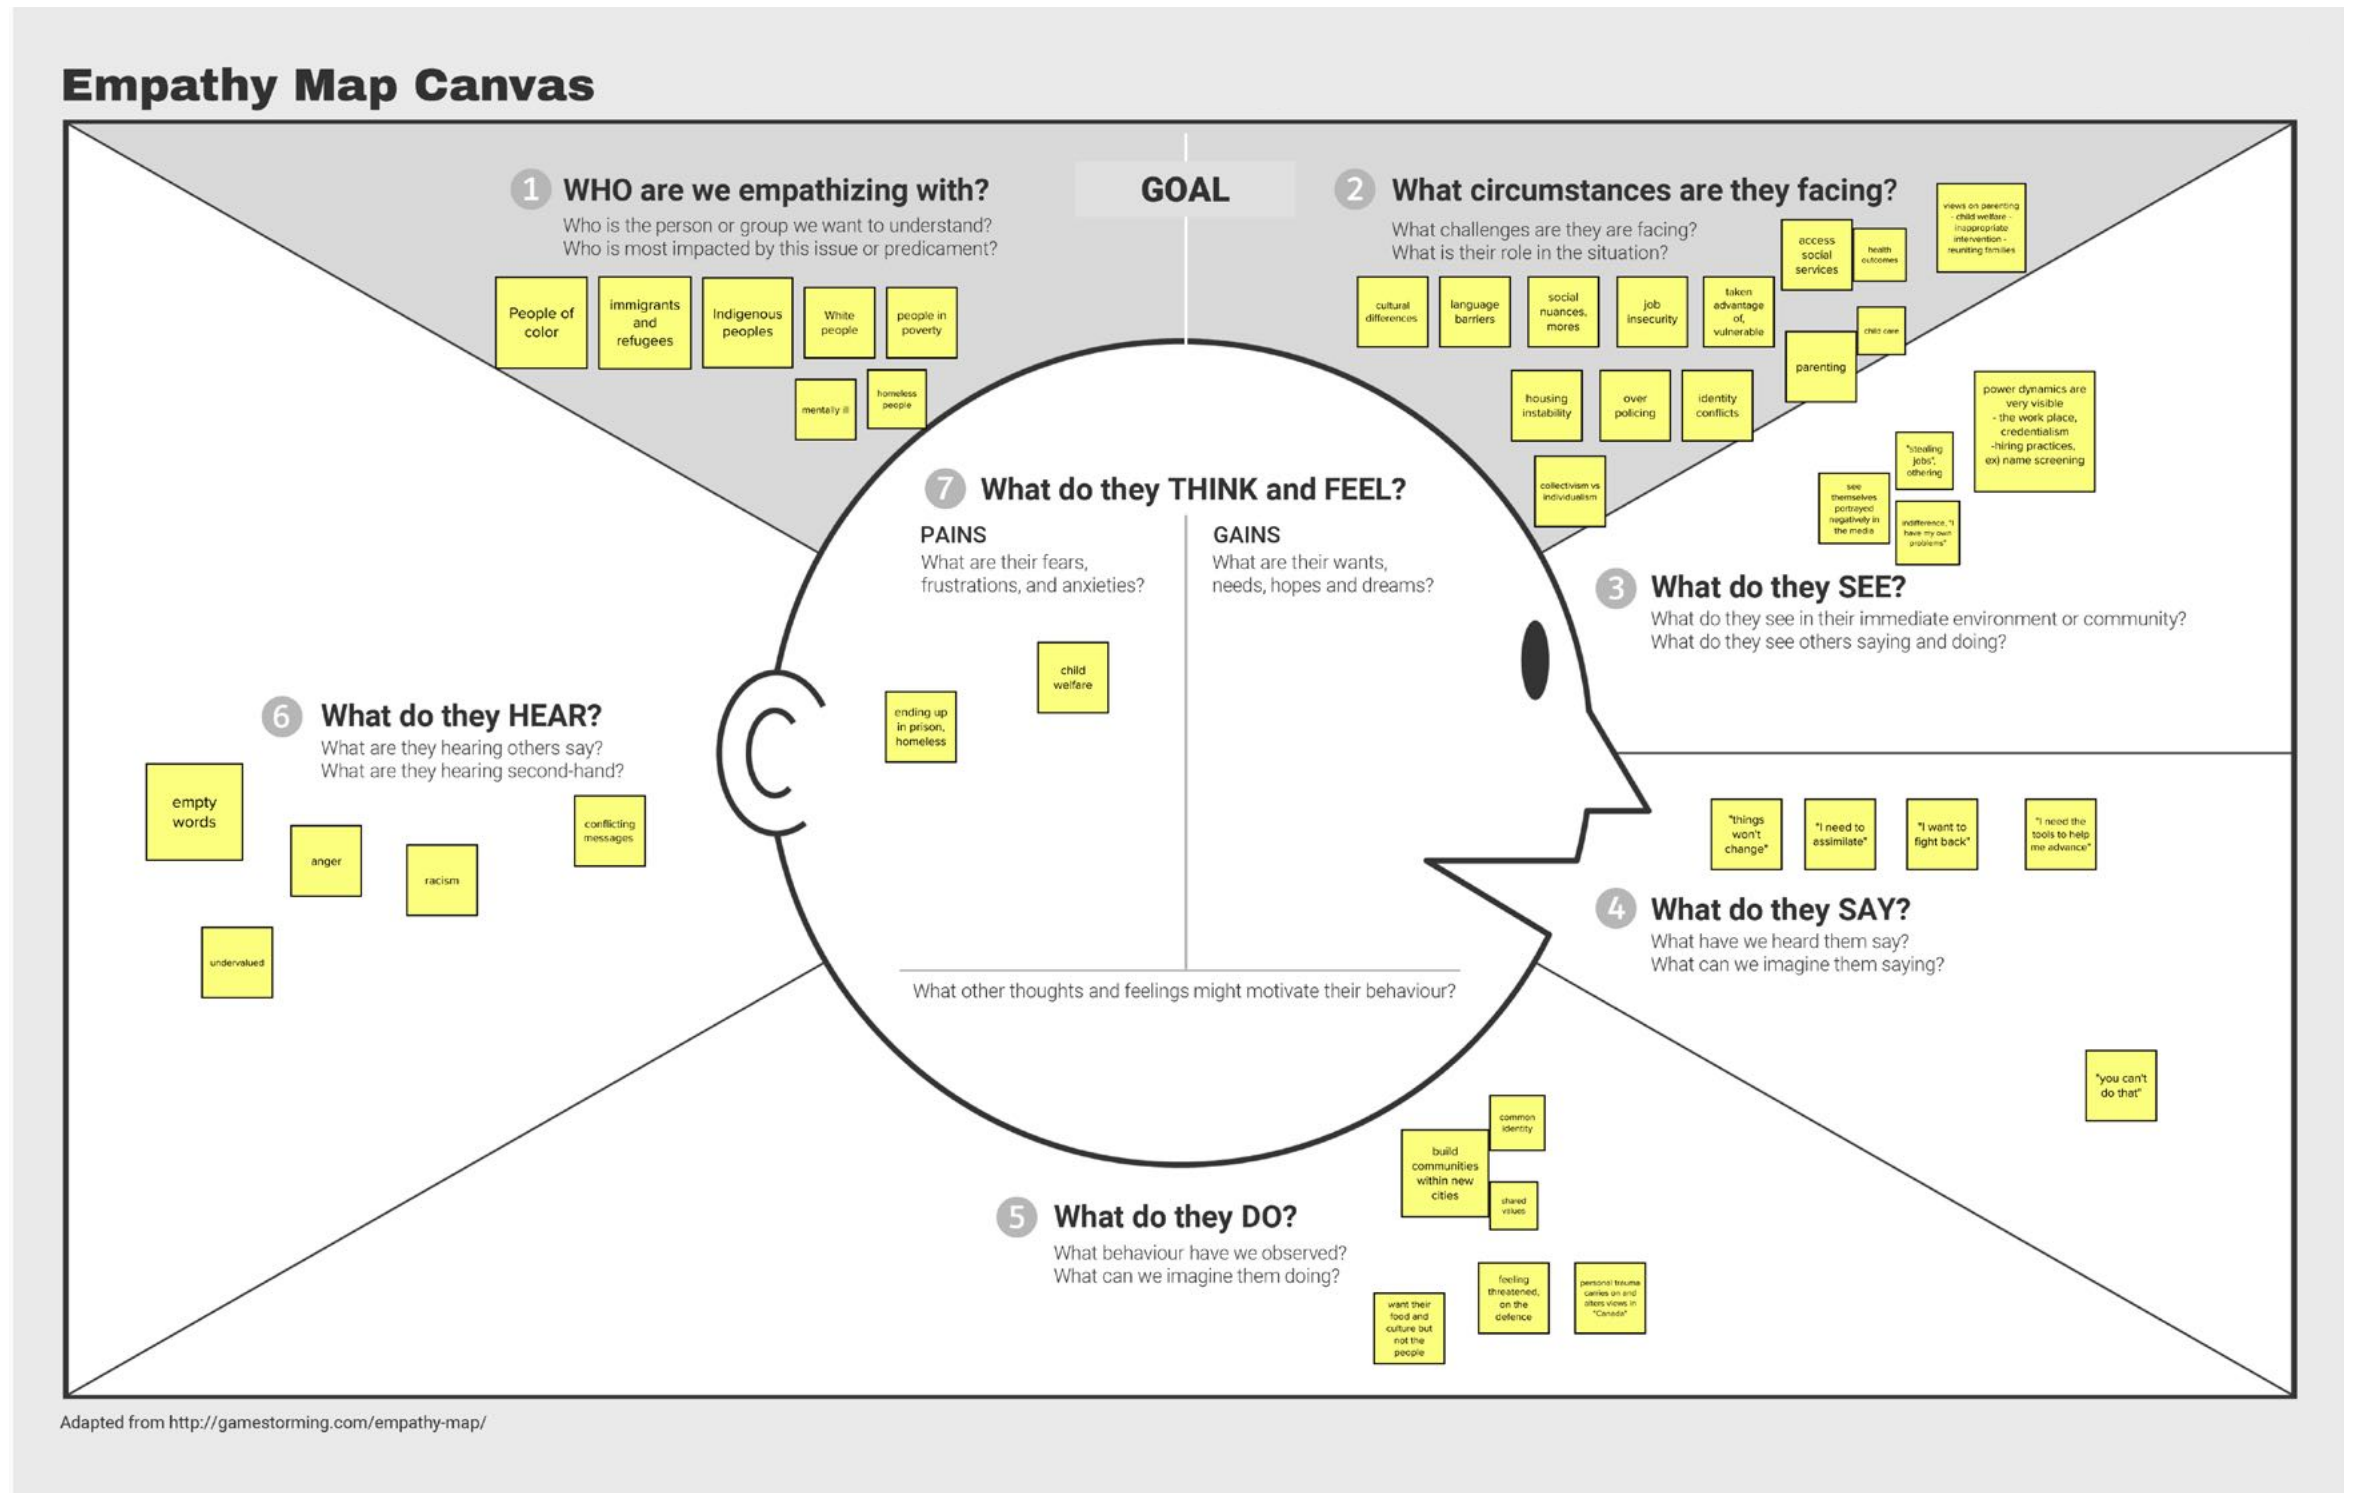 Empathy Map Canvas
1 WHO are we empathizing with?
Who is the person or group we want to understand?
Who is most impacted by this issue or predicament?
People of
color
immigrants
and
refugees
Indigenous
peoples
White
people
people in
poverty
mentally ill
homeless
people
GOAL
2 What circumstances are they facing?
What challenges are they are facing?
What is their role in the situation?
cultural
differences
language
barriers
social
nuances,
mores
job
insecurity
taken
advantage
of,
vulnerable
access
social
services
health
outcomes
views on parenting
- child welfare -
inappropriate
intervention -
reuniting families
child care
parenting
housing
instability
over
policing
identity
conflicts
collectivism vs
individualism
power dynamics are
very visible
- the work place,
credentialism
-hiring practices,
ex) name screening
"stealing
jobs",
othering
see
themselves
portrayed
negatively in
the media
indifference, "I
have my own
problems"
3 What do they SEE?
What do they see in their immediate environment or community?
What do they see others saying and doing?
"things
won't
change"
"I need to
assimilate"
"I want to
fight back"
"I need the
tools to help
me advance"
4 What do they SAY?
What have we heard them say?
What can we imagine them saying?
"you can't
do that"
5 What do they DO?
What behaviour have we observed?
What can we imagine them doing?
common
identity
build
communities
within new
cities
shared
values
want their
food and
culture but
not the
people
feeling
threatened,
on the
defence
personal trauma
carries on and
alters views in
"Canada"
6 What do they HEAR?
What are they hearing others say?
What are they hearing second-hand?
empty
words
anger
racism
conflicting
messages
undervalued
7 What do they THINK and FEEL?
PAINS
What are their fears,
frustrations, and anxieties?
GAINS
What are their wants,
needs, hopes and dreams?
child
welfare
ending up
in prison,
homeless
What other thoughts and feelings might motivate their behaviour?
Adapted from http://gamestorming.com/empathy-map/